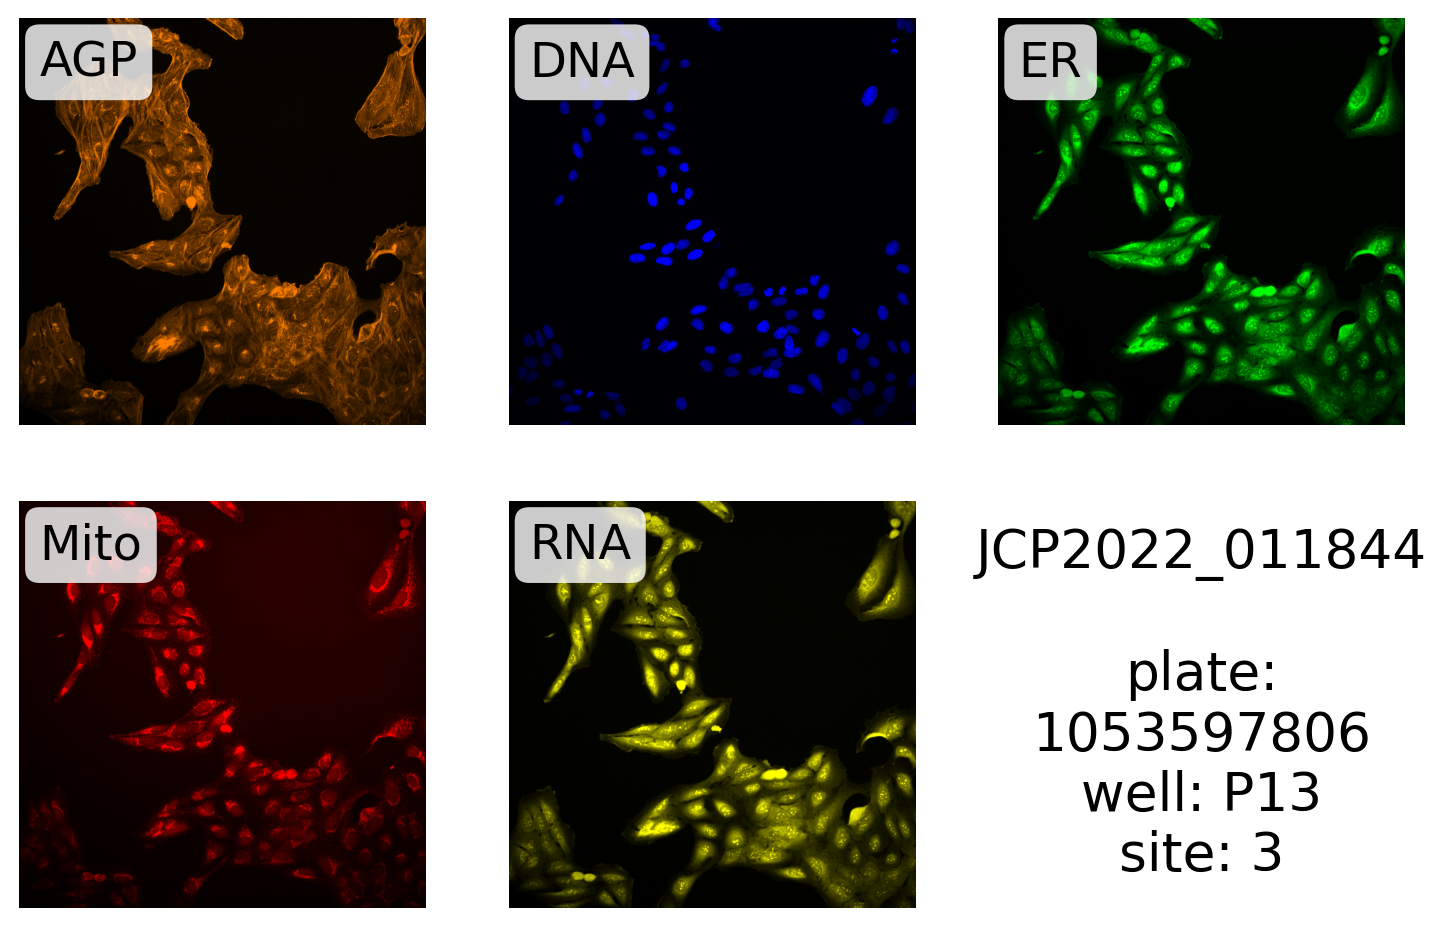 AGP
DNA
ER
Mito
RNA
JCP2022_011844
plate:
1053597806
well: P13
site: 3